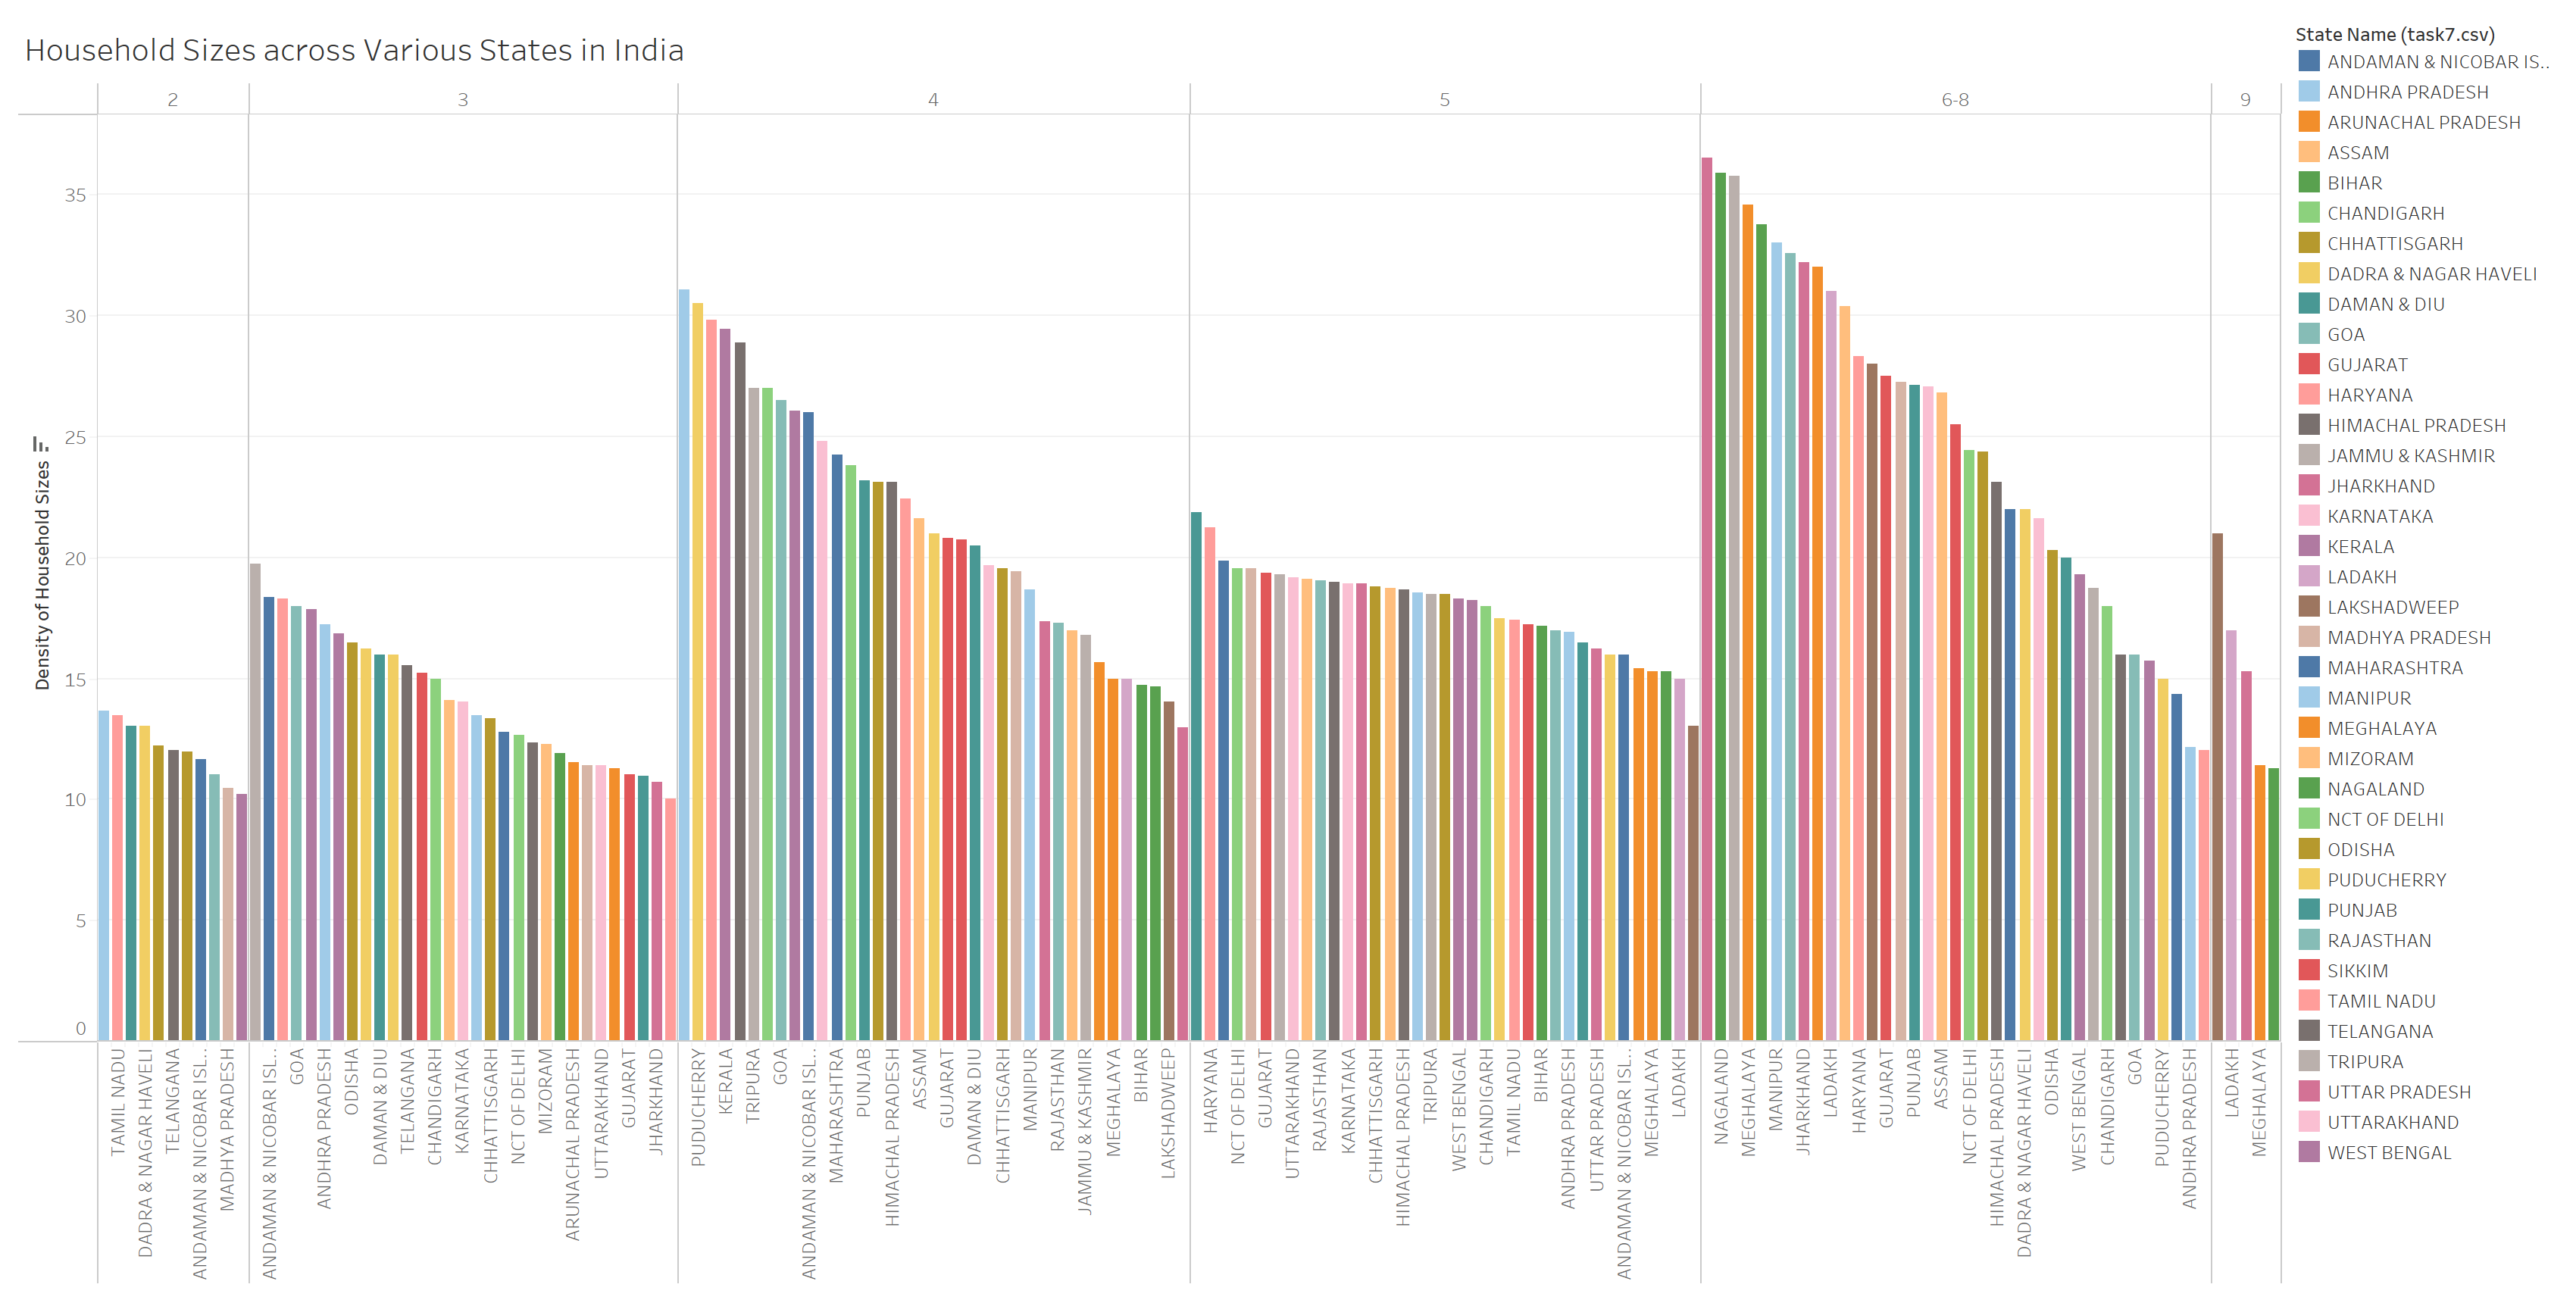 Household Sizes across Various States in India
2
3
4
5
6-8
9
Density of Household Sizes
35
30
25
20
15
10
5
0
TAMIL NADU
DADRA & NAGAR HAVELI
TELANGANA
ANDAMAN & NICOBAR ISL..
MADHYA PRADESH
ANDAMAN & NICOBAR ISL..
GOA
ANDHRA PRADESH
ODISHA
DAMAN & DIU
TELANGANA
CHANDIGARH
KARNATAKA
CHHATTISGARH
NCT OF DELHI
MIZORAM
ARUNACHAL PRADESH
UTTARAKHAND
GUJARAT
JHARKHAND
PUDUCHERRY
KERALA
TRIPURA
GOA
ANDAMAN & NICOBAR ISL..
MAHARASHTRA
PUNJAB
HIMACHAL PRADESH
ASSAM
GUJARAT
DAMAN & DIU
CHHATTISGARH
MANIPUR
RAJASTHAN
JAMMU & KASHMIR
MEGHALAYA
BIHAR
LAKSHADWEEP
HARYANA
NCT OF DELHI
GUJARAT
UTTARAKHAND
RAJASTHAN
KARNATAKA
CHHATTISGARH
HIMACHAL PRADESH
TRIPURA
WEST BENGAL
CHANDIGARH
TAMIL NADU
BIHAR
ANDHRA PRADESH
UTTAR PRADESH
ANDAMAN & NICOBAR ISL..
MEGHALAYA
LADAKH
NAGALAND
MEGHALAYA
MANIPUR
JHARKHAND
LADAKH
HARYANA
GUJARAT
PUNJAB
ASSAM
NCT OF DELHI
HIMACHAL PRADESH
DADRA & NAGAR HAVELI
ODISHA
WEST BENGAL
CHANDIGARH
GOA
PUDUCHERRY
ANDHRA PRADESH
LADAKH
MEGHALAYA
State Name (task7.csv)
ANDAMAN & NICOBAR IS..
ANDHRA PRADESH
ARUNACHAL PRADESH
ASSAM
BIHAR
CHANDIGARH
CHHATTISGARH
DADRA & NAGAR HAVELI
DAMAN & DIU
GOA
GUJARAT
HARYANA
HIMACHAL PRADESH
JAMMU & KASHMIR
JHARKHAND
KARNATAKA
KERALA
LADAKH
LAKSHADWEEP
MADHYA PRADESH
MAHARASHTRA
MANIPUR
MEGHALAYA
MIZORAM
NAGALAND
NCT OF DELHI
ODISHA
PUDUCHERRY
PUNJAB
RAJASTHAN
SIKKIM
TAMIL NADU
TELANGANA
TRIPURA
UTTAR PRADESH
UTTARAKHAND
WEST BENGAL